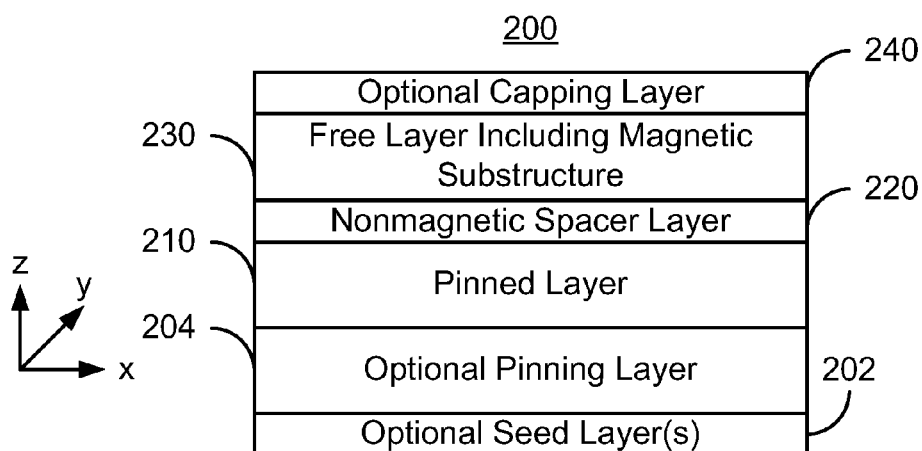 200
240
Optional Capping Layer
230
Free Layer Including Magnetic
Substructure
220
Nonmagnetic Spacer Layer
210
Pinned Layer
z
y
x
204
Optional Pinning Layer
202
Optional Seed Layer(s)